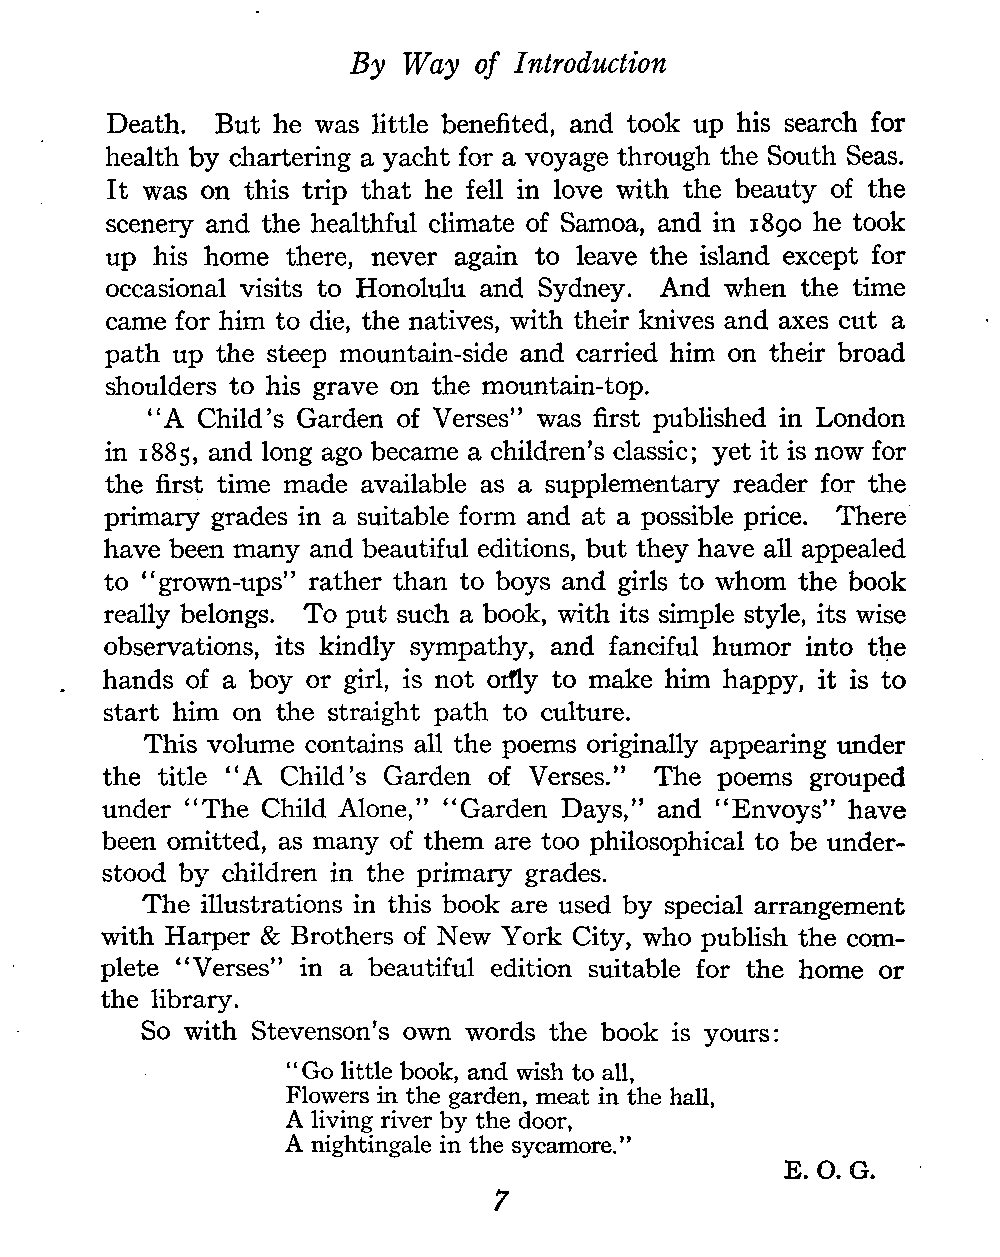 By Way of Introduction
Death. But he was little benefited, and took up his search for
health by chartering a yacht for a voyage through the South Seas.
It was on this trip that he fell in love with the beauty of the
scenery and the healthful climate of Samoa, and in 1890 he took
up his home there, never again to leave the island except for
occasional visits to Honolulu and Sydney. And when the time
came for him to die, the natives, with their knives and axes cut a
path up the steep mountain-side and carried him on their broad
shoulders to his grave on the mountain-top.
"A Child's Garden of Verses" was first published in London
in 1885, and long ago became a children's classic; yet it is now for
the first time made available as a supplementary reader for the
primary grades in a suitable form and at a possible price. There
have been many and beautiful editions, but they have all appealed
to "grown-ups" rather than to boys and girls to whom the book
really belongs. To put such a book, with its simple style, its wise
observations, its kindly sympathy, and fanciful humor into the
hands of a boy or girl, is not only to make him happy, it is to
start him on the straight path to culture.
This volume contains all the poems originally appearing under
the title "A Child's Garden of Verses." The poems grouped
under "The Child Alone," "Garden Days," and "Envoys" have
been omitted, as many of them are too philosophical to be under-
stood by children in the primary grades.
The illustrations in this book are used by special arrangement
with Harper & Brothers of New York City, who publish the com-
plete "Verses" in a beautiful edition suitable for the home or
the library.
So with Stevenson's own words the book is yours:
"Go little book, and wish to all,
Flowers in the garden, meat in the hall,
A living river by the door,
A nightingale in the sycamore."
E. O. G.
7